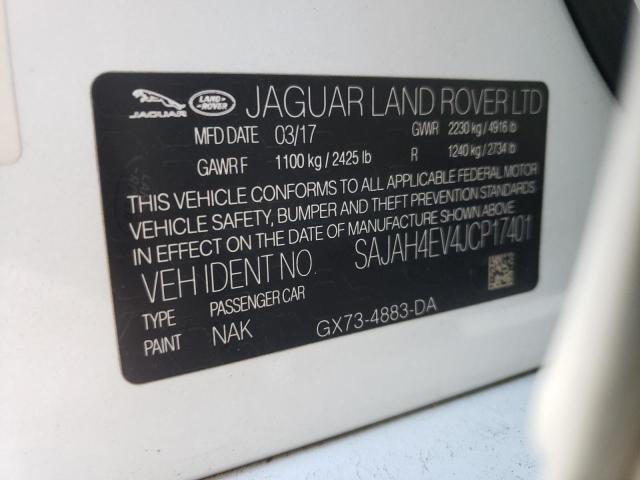 JAGUAR LAND-ROVER JAGUAR LAND ROVER LTD
MFD DATE 03/17 GVWR 2230 kg / 4916 lb
GAWR F 1100 kg / 2425 lb R 1240 kg / 2734 lb
THIS VEHICLE CONFORMS TO ALL APPLICABLE FEDERAL MOTOR
VEHICLE SAFETY, BUMPER AND THEFT PREVENTION STANDARDS
IN EFFECT ON THE DATE OF MANUFACTURE SHOWN ABOVE.
VEH IDENT NO. SAJAH4EV4JCP17401
TYPE PASSENGER CAR
PAINT NAK GX73-4883-DA